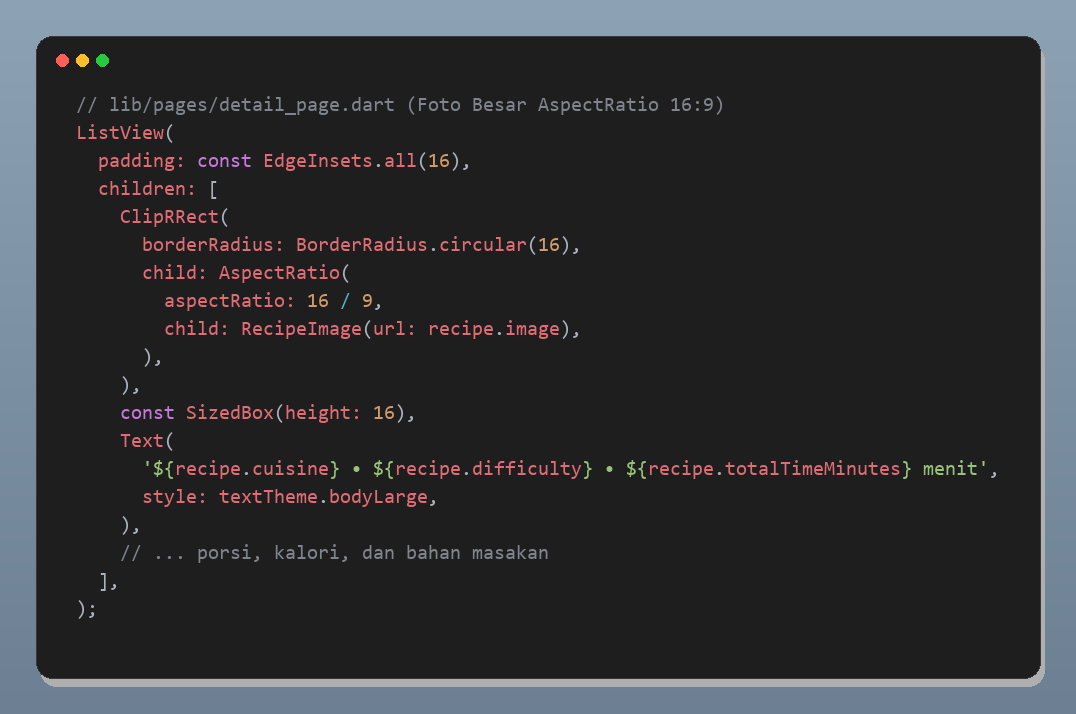 // lib/pages/detail_page.dart (Foto Besar AspectRatio 16:9)
ListView(
  padding: const EdgeInsets.all(16),
  children: [
    ClipRRect(
      borderRadius: BorderRadius.circular(16),
      child: AspectRatio(
        aspectRatio: 16 / 9,
        child: RecipeImage(url: recipe.image),
      ),
    ),
    const SizedBox(height: 16),
    Text(
      '${recipe.cuisine} • ${recipe.difficulty} • ${recipe.totalTimeMinutes} menit',
      style: textTheme.bodyLarge,
    ),
    // ... porsi, kalori, dan bahan masakan
  ],
);